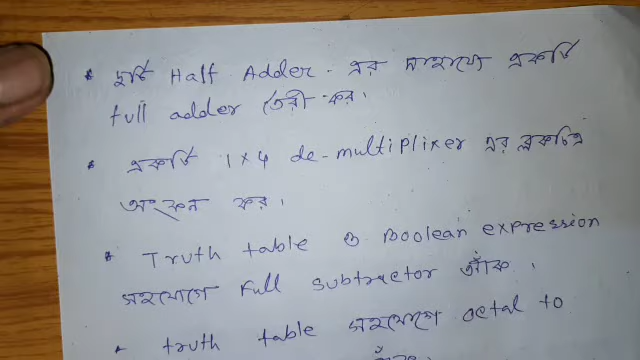 * দুটি Half Adder এর সাহায্যে একটি
full adder তৈরী কর।
* একটি 1×4 de-multiplixer এর ব্লকচিত্র
অংকন কর।
* Truth table ও Boolean expression
সহযোগে Full subtractor আঁক।
* truth table সহযোগে octal to